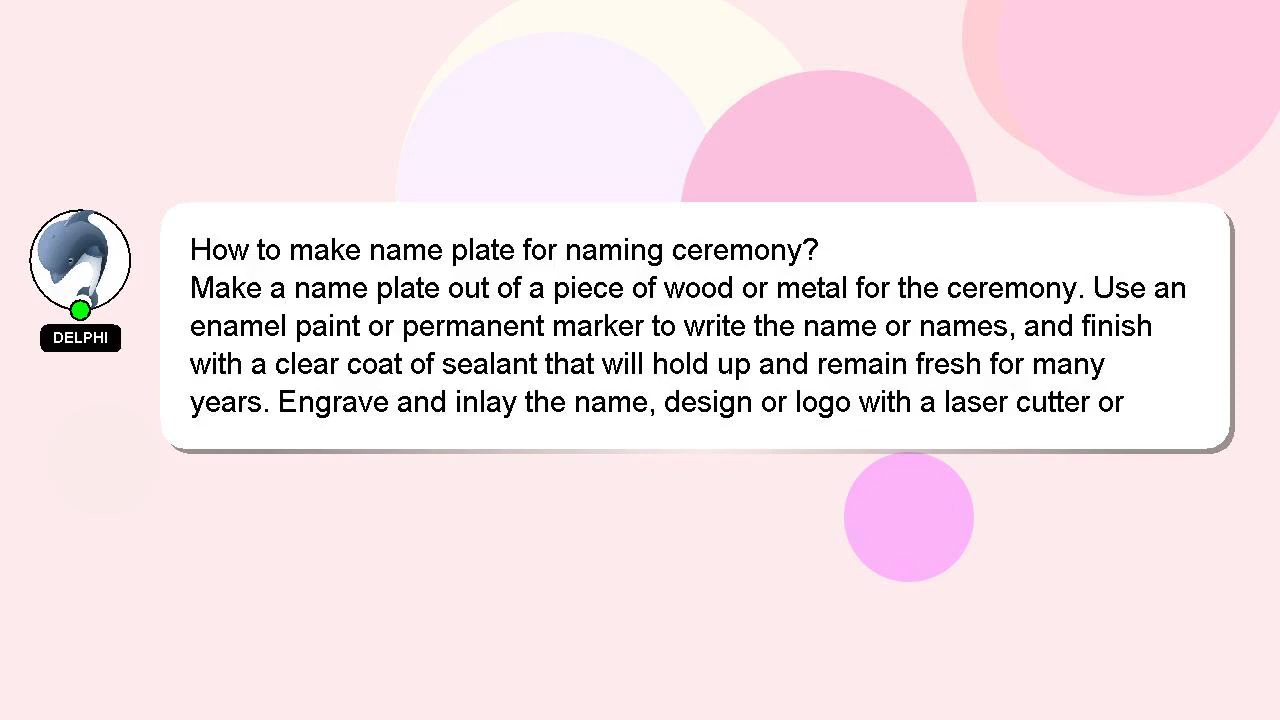 How to make name plate for naming ceremony?
Make a name plate out of a piece of wood or metal for the ceremony. Use an
enamel paint or permanent marker to write the name or names, and finish
with a clear coat of sealant that will hold up and remain fresh for many
years. Engrave and inlay the name, design or logo with a laser cutter or
DELPHI